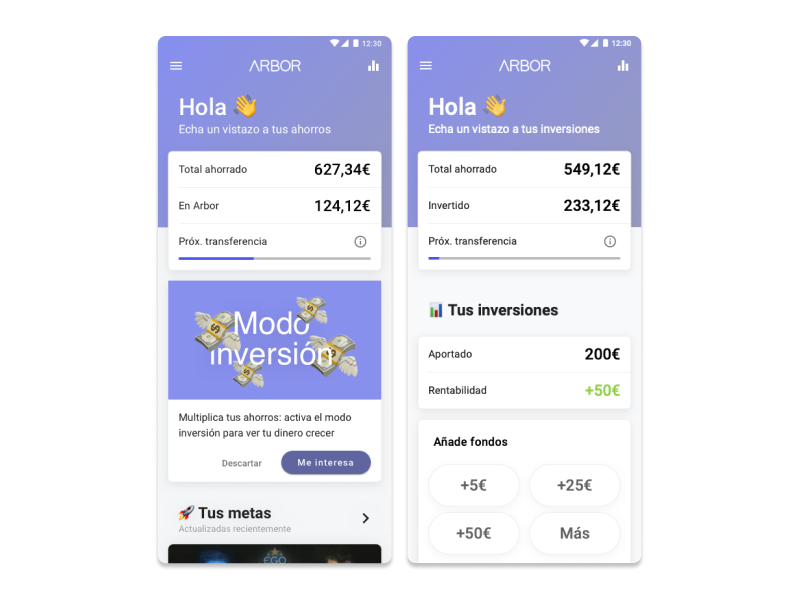 12:30
ARBOR
Hola
Echa un vistazo a tus ahorros
Total ahorrado 627,34€
En Arbor 124,12€
Próx. transferencia
Modo
inversión
Multiplica tus ahorros: activa el modo
inversión para ver tu dinero crecer
Descartar Me interesa
Tus metas
Actualizadas recientemente
EGO
12:30
ARBOR
Hola
Echa un vistazo a tus inversiones
Total ahorrado 549,12€
Invertido 233,12€
Próx. transferencia
Tus inversiones
Aportado 200€
Rentabilidad +50€
Añade fondos
+5€ +25€
+50€ Más